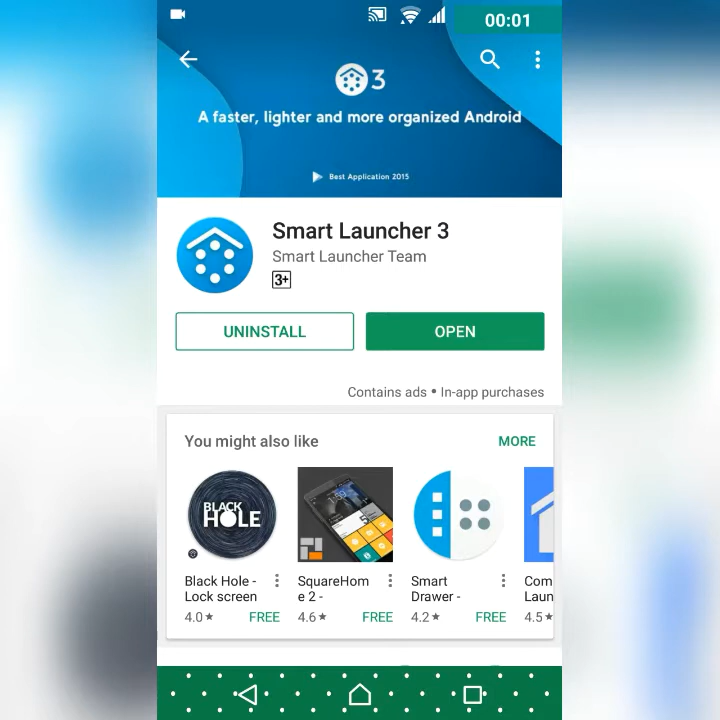 00:01
3
A faster, lighter and more organized Android
Best Application 2015
Smart Launcher 3
Smart Launcher Team
3+
UNINSTALL
OPEN
Contains ads • In-app purchases
You might also like
MORE
BLACK
HOLE
Black Hole -
Lock screen
4.0★ FREE
SquareHom
e 2 -
4.6★ FREE
Smart
Drawer -
4.2★ FREE
Com
Laun
4.5★